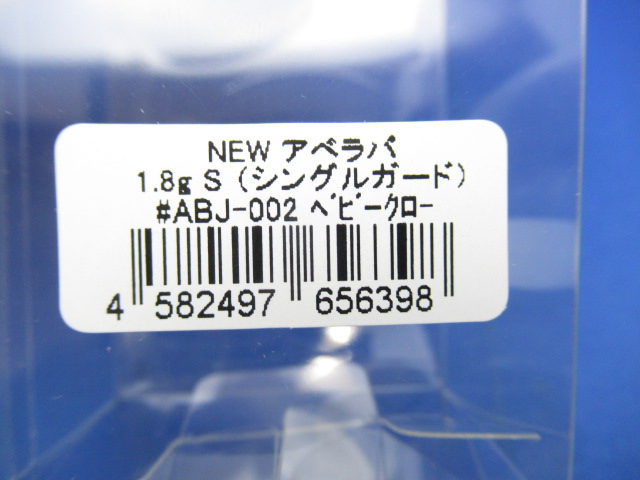 NEW アベラバ
1.8g S (シングルガード)
#ABJ-002 ﾍﾞﾋﾞｰｸﾛｰ
4 582497 656398